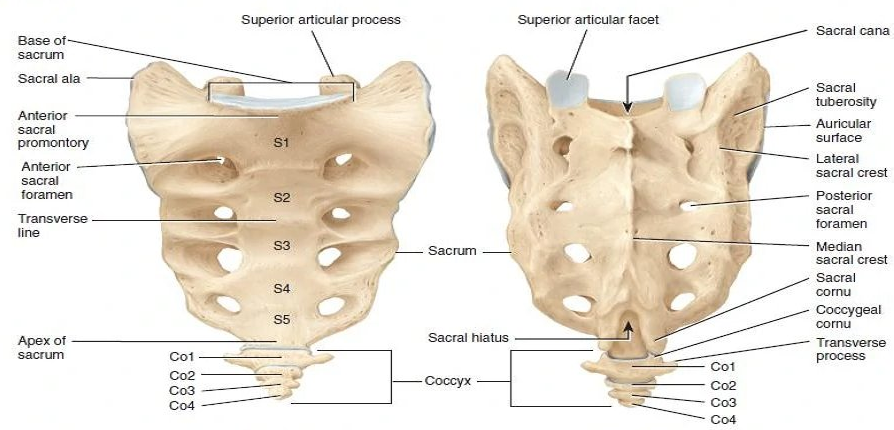 Superior articular process
Base of
sacrum
Sacral ala
Anterior
sacral
promontory
Anterior
sacral
foramen
Transverse
line
Apex of
sacrum
S1
S2
S3
S4
S5
Co1
Co2
Co3
Co4
Sacrum
Sacral hiatus
Coccyx
Superior articular facet
Sacral cana
Sacral
tuberosity
Auricular
surface
Lateral
sacral crest
Posterior
sacral
foramen
Median
sacral crest
Sacral
cornu
Coccygeal
cornu
Transverse
process
Co1
Co2
Co3
Co4